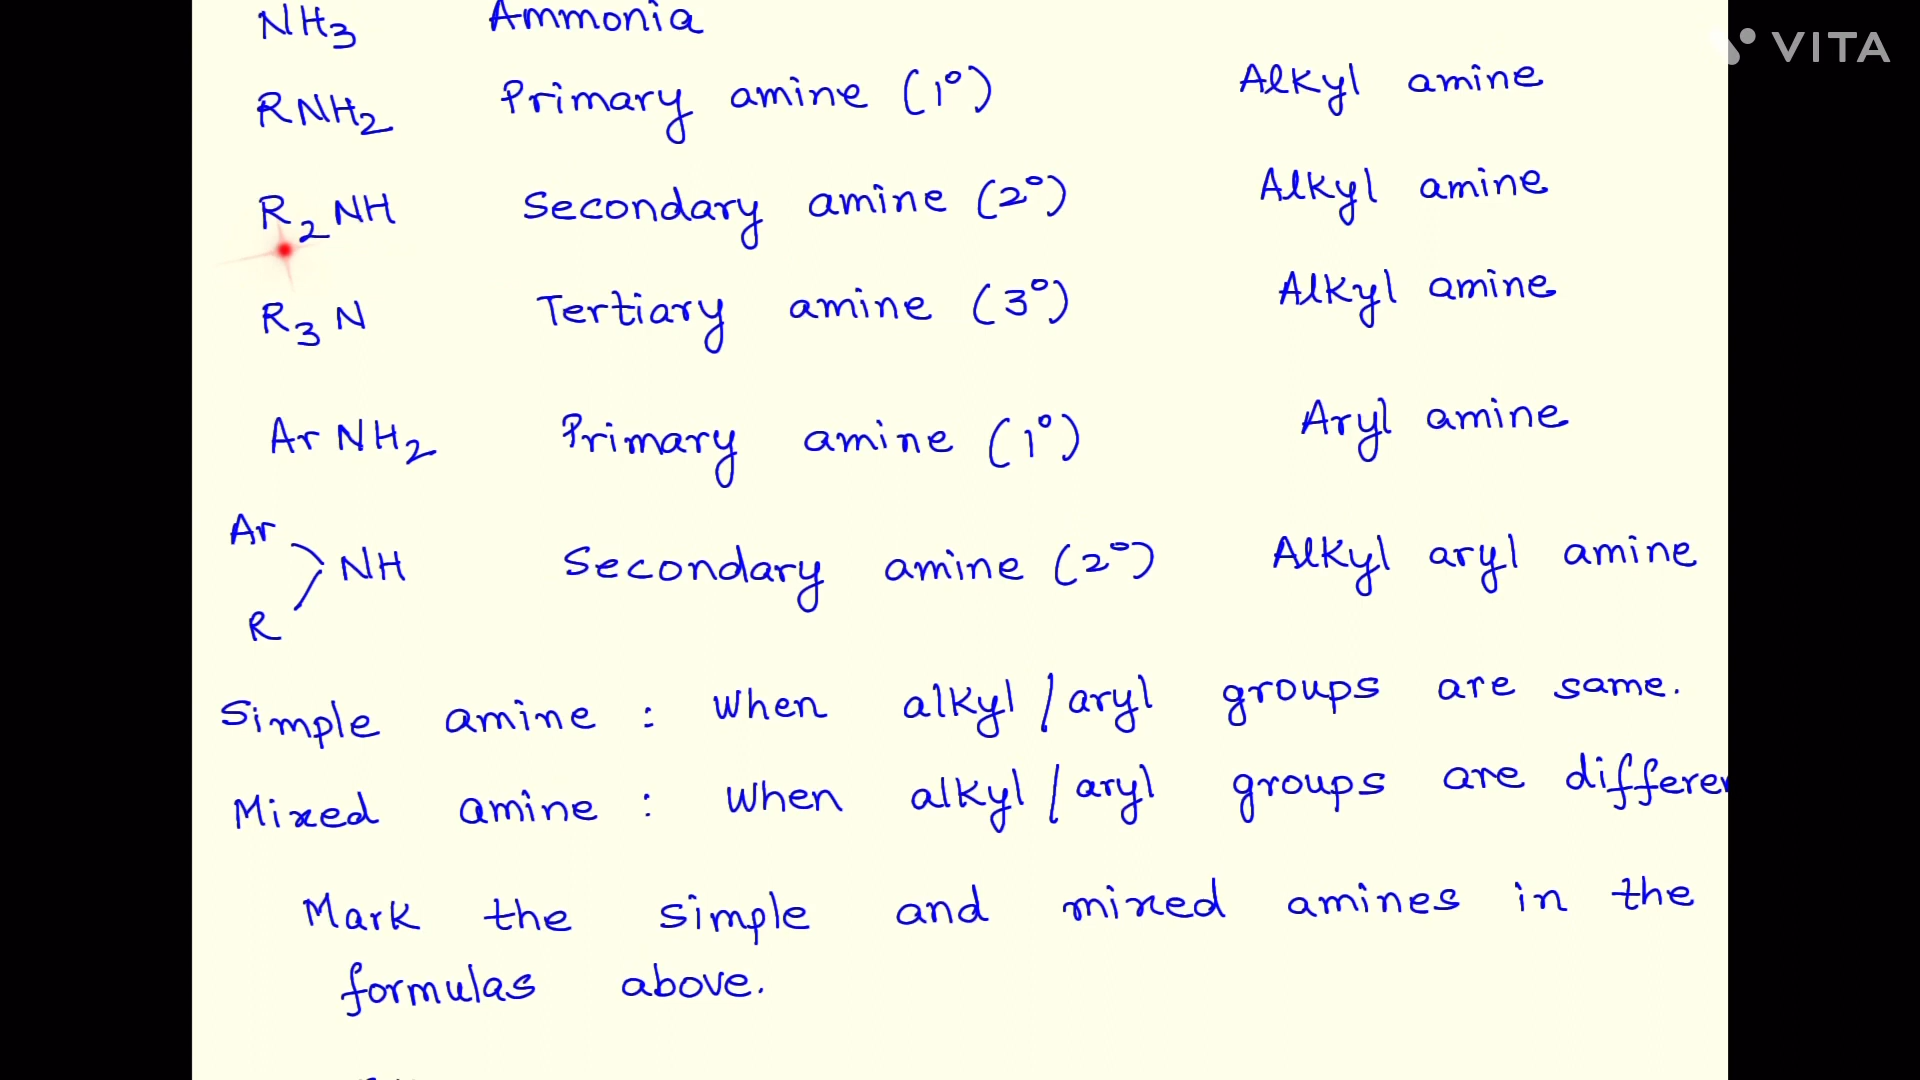 NH3 Ammonia
VITA
RNH2 Primary amine (1°) Alkyl amine
R2NH Secondary amine (2°) Alkyl amine
R3N Tertiary amine (3°) Alkyl amine
ArNH2 Primary amine (1°) Aryl amine
Ar
NH Secondary amine (2°) Alkyl aryl amine
R
Simple amine : When alkyl/aryl groups are same.
Mixed amine : When alkyl/aryl groups are differen
Mark the simple and mixed amines in the
formulas above.